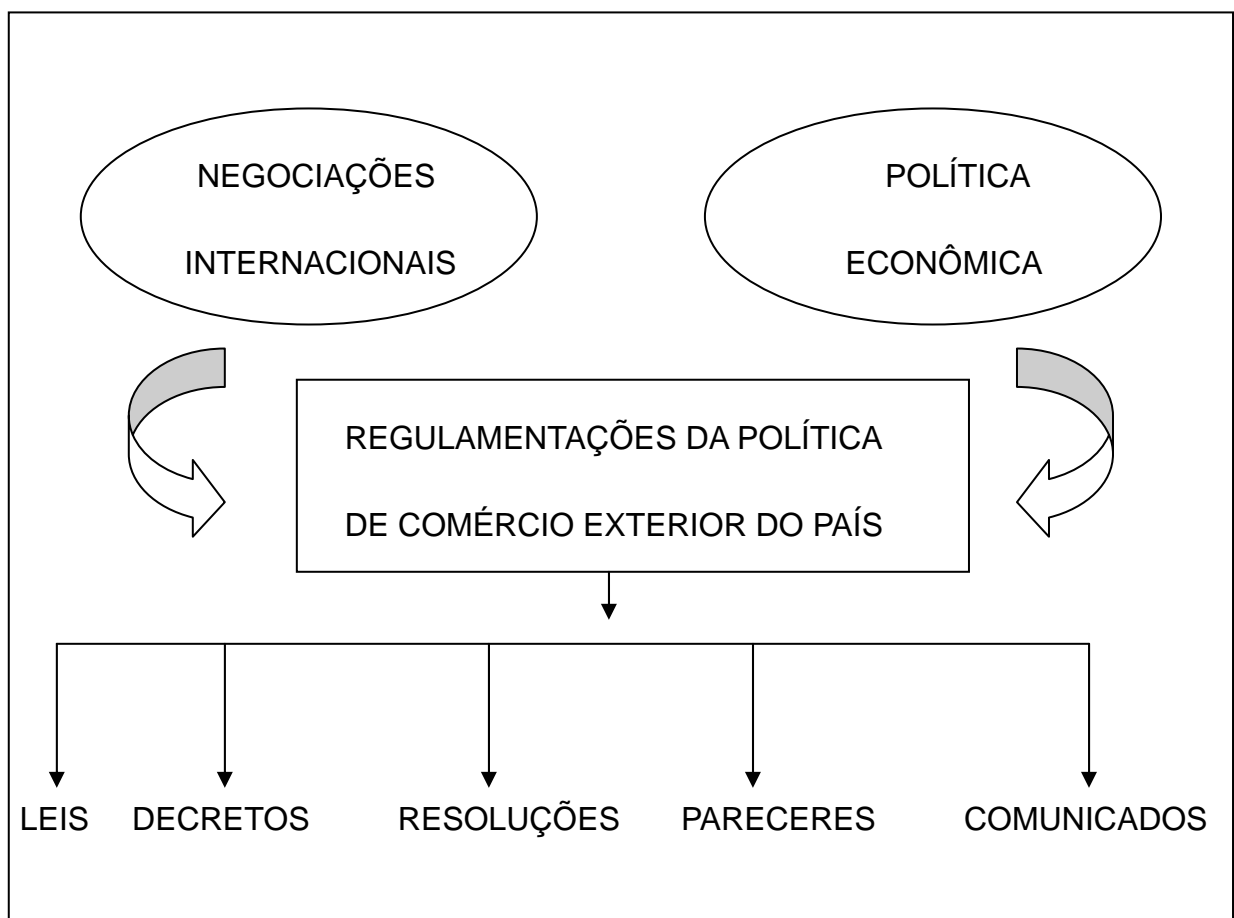 NEGOCIAÇÕES
INTERNACIONAIS
POLÍTICA
ECONÔMICA
REGULAMENTAÇÕES DA POLÍTICA
DE COMÉRCIO EXTERIOR DO PAÍS
LEIS DECRETOS RESOLUÇÕES PARECERES COMUNICADOS